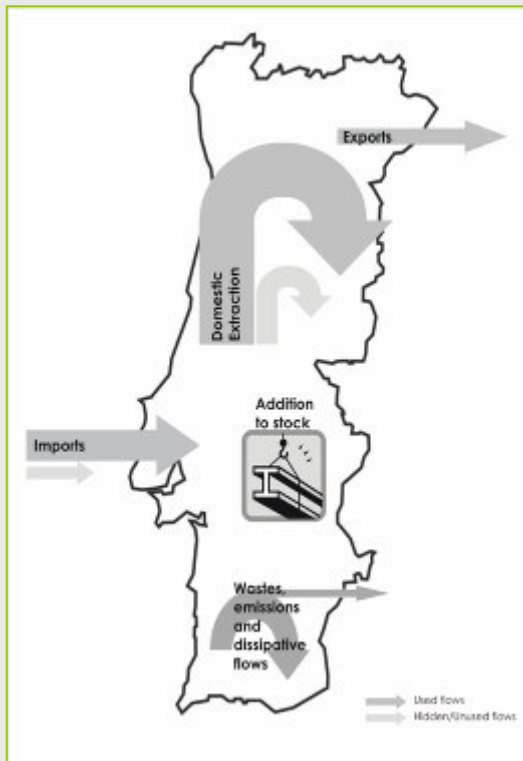 Exports
Domestic
Extraction
Addition
to stock
Imports
Wastes,
emissions
and
dissipative
flows
Used flows
Hidden/Unused flows